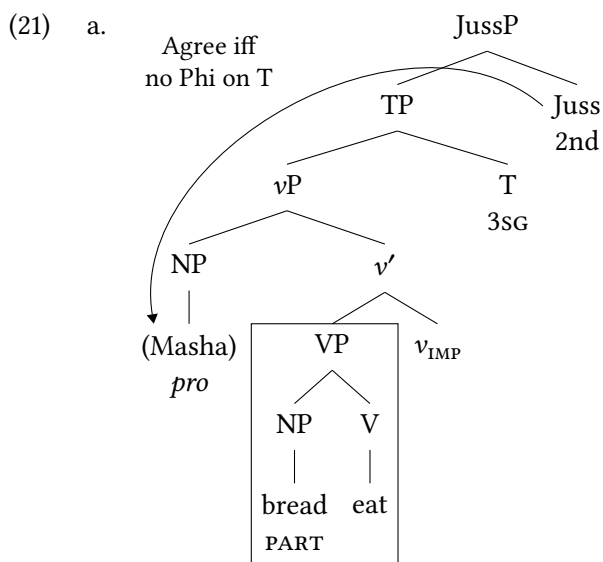 (21) a. JussP
Agree iff
no Phi on T
TP Juss
2nd
vP T
3SG
NP v′
(Masha) VP vIMP
pro
NP V
bread eat
PART